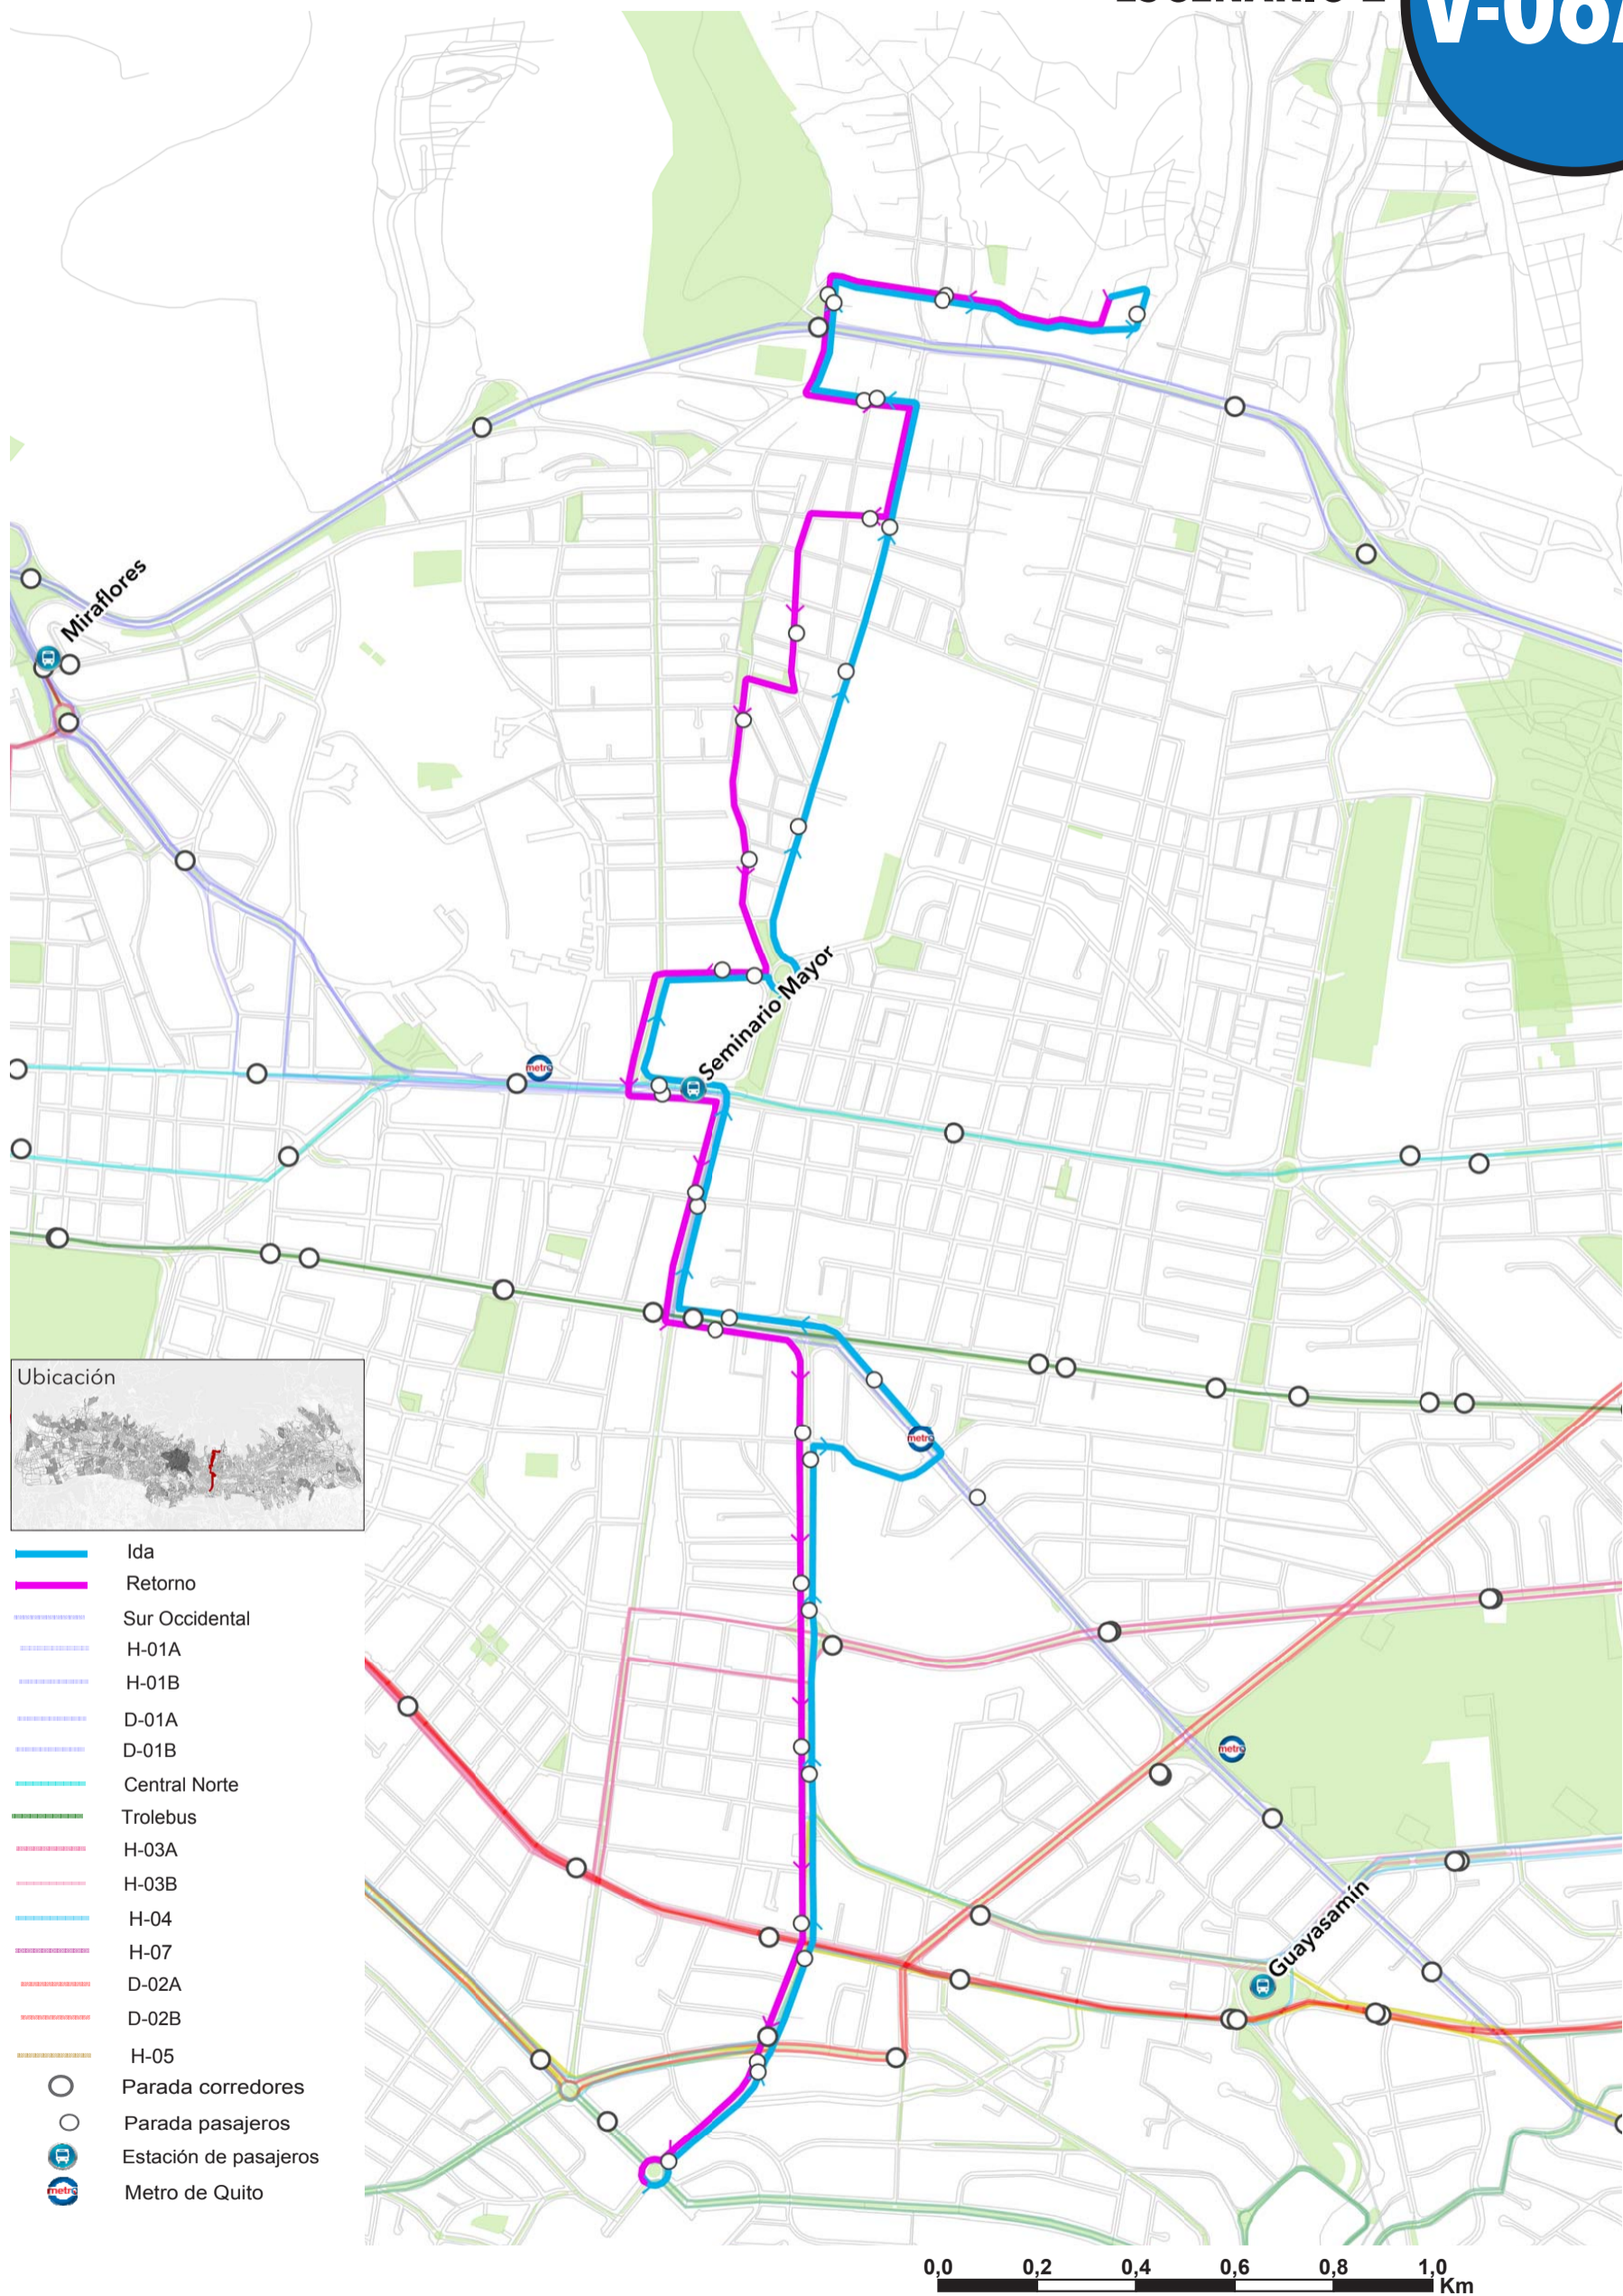 Miraflores
Seminario Mayor
metro
metro
metro
Guayasamín
Ubicación
Ida
Retorno
Sur Occidental
H-01A
H-01B
D-01A
D-01B
Central Norte
Trolebus
H-03A
H-03B
H-04
H-07
D-02A
D-02B
H-05
Parada corredores
Parada pasajeros
Estación de pasajeros
metro Metro de Quito
0,0 0,2 0,4 0,6 0,8 1,0
Km